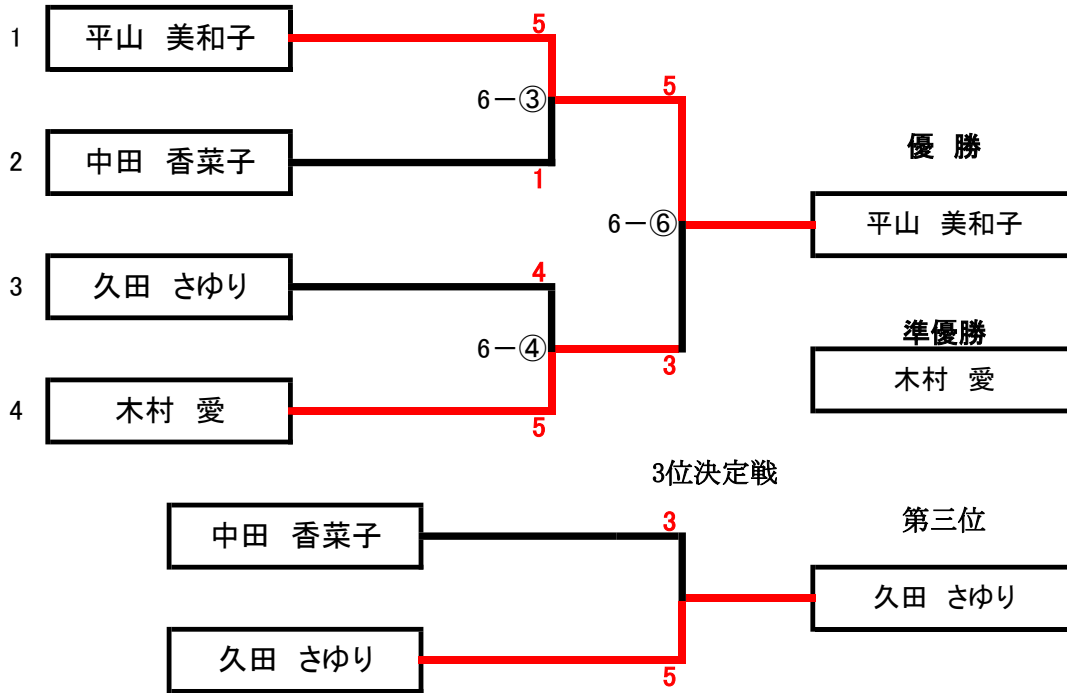 1 平山 美和子 5
6-③ 5
2 中田 香菜子 1
優 勝
6-⑥ 平山 美和子
3 久田 さゆり 4
準優勝
6-④ 3
木村 愛
4 木村 愛 5
3位決定戦
中田 香菜子 3
第三位
久田 さゆり
久田 さゆり 5